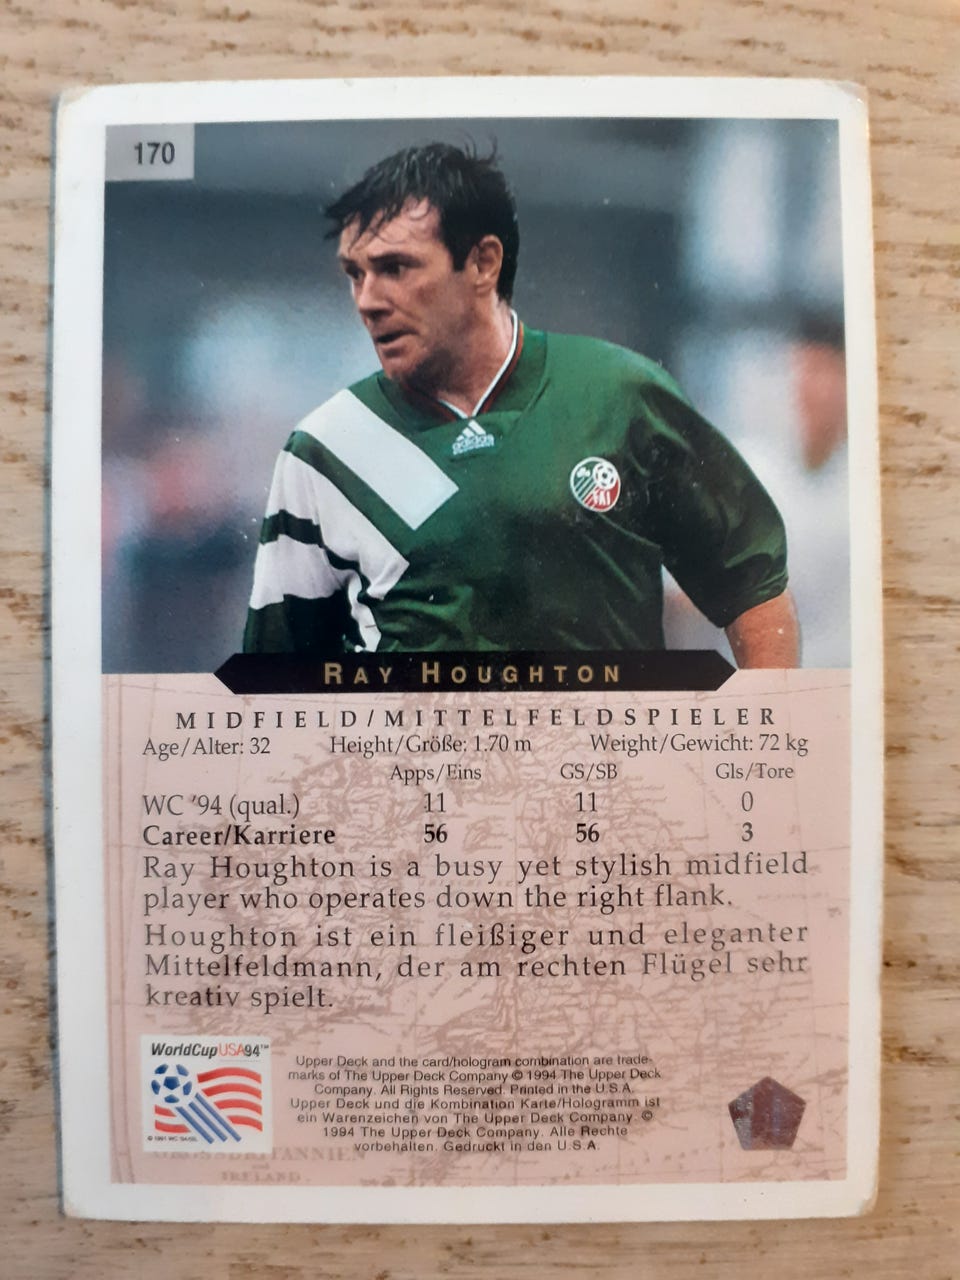 170
adidas
FAI
RAY HOUGHTON
MIDFIELD/MITTELFELDSPIELER
Age/Alter: 32 Height/Größe: 1.70 m Weight/Gewicht: 72 kg
Apps/Eins GS/SB Gls/Tore
WC '94 (qual.) 11 11 0
Career/Karriere 56 56 3
Ray Houghton is a busy yet stylish midfield
player who operates down the right flank.
Houghton ist ein fleißiger und eleganter
Mittelfeldmann, der am rechten Flügel sehr
kreativ spielt.
WorldCupUSA94™
Upper Deck and the card/hologram combination are trade-
marks of The Upper Deck Company © 1994 The Upper Deck
Company. All Rights Reserved. Printed in the U.S.A.
Upper Deck und die Kombination Karte/Hologramm ist
ein Warenzeichen von The Upper Deck Company. ©
1994 The Upper Deck Company. Alle Rechte
vorbehalten. Gedruckt in den U.S.A.
GROSSBRITANNIEN
und
IRELAND